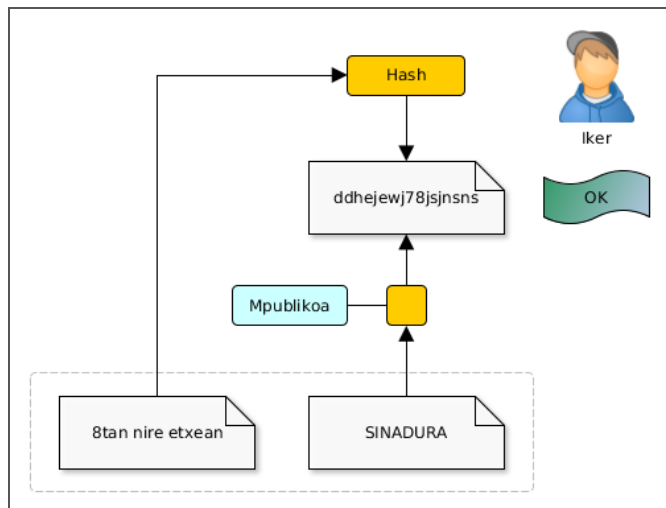 Hash
Iker
ddhejewj78jsjnsns
OK
Mpublikoa
8tan nire etxean
SINADURA